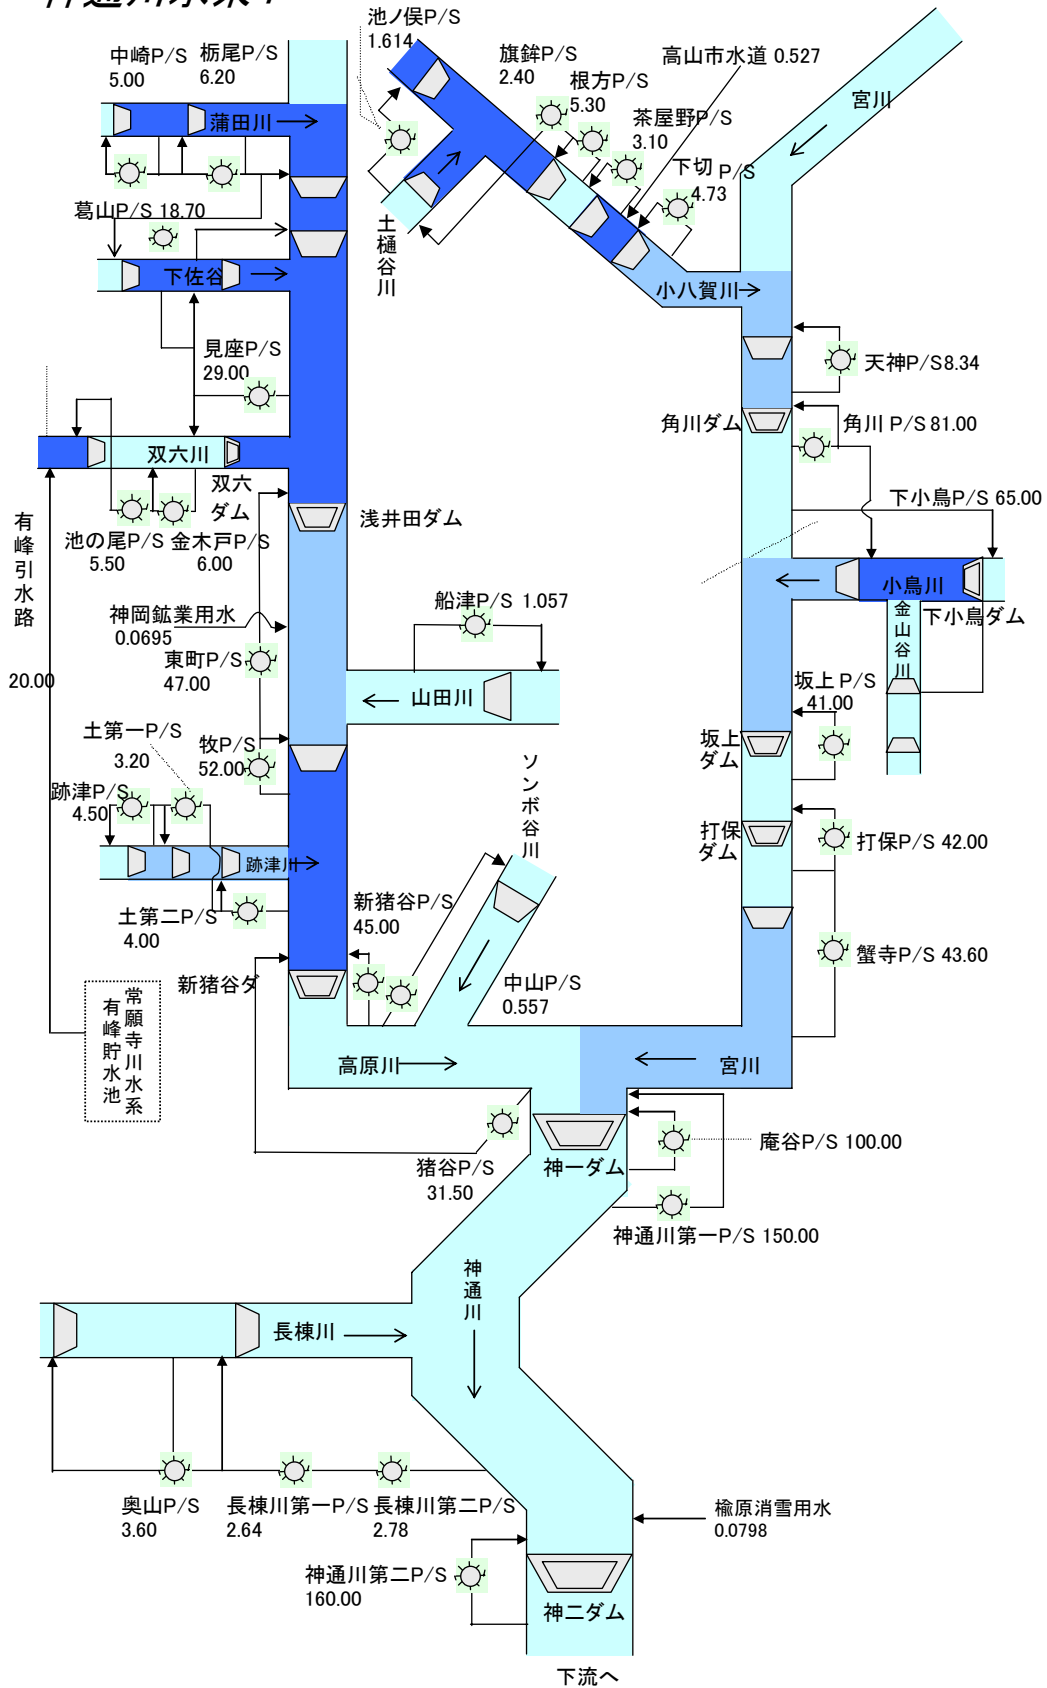 神通川水系1
池ノ俣P/S
1.614
中崎P/S
5.00
栃尾P/S
6.20
旗鉾P/S
2.40
高山市水道 0.527
根方P/S
5.30
宮川
蒲田川
茶屋野P/S
3.10
下切 P/S
4.73
葛山P/S 18.70
土樋谷川
下佐谷
小八賀川
見座P/S
29.00
天神P/S8.34
角川ダム
角川 P/S 81.00
双六川
双六
ダム
下小鳥P/S 65.00
浅井田ダム
有峰引水路
20.00
池の尾P/S
5.50
金木戸P/S
6.00
小鳥川
船津P/S 1.057
金山谷川
下小鳥ダム
神岡鉱業用水
0.0695
東町P/S
47.00
山田川
坂上 P/S
41.00
土第一P/S
3.20
牧P/S
52.00
坂上
ダム
ソンボ谷川
跡津P/S
4.50
打保
ダム
打保P/S 42.00
跡津川
新猪谷P/S
45.00
土第二P/S
4.00
蟹寺P/S 43.60
新猪谷ダ
中山P/S
0.557
常願寺川水系
有峰貯水池
高原川
宮川
庵谷P/S 100.00
猪谷P/S
31.50
神一ダム
神通川第一P/S 150.00
神通川
長棟川
奥山P/S
3.60
長棟川第一P/S
2.64
長棟川第二P/S
2.78
楡原消雪用水
0.0798
神通川第二P/S
160.00
神二ダム
下流へ